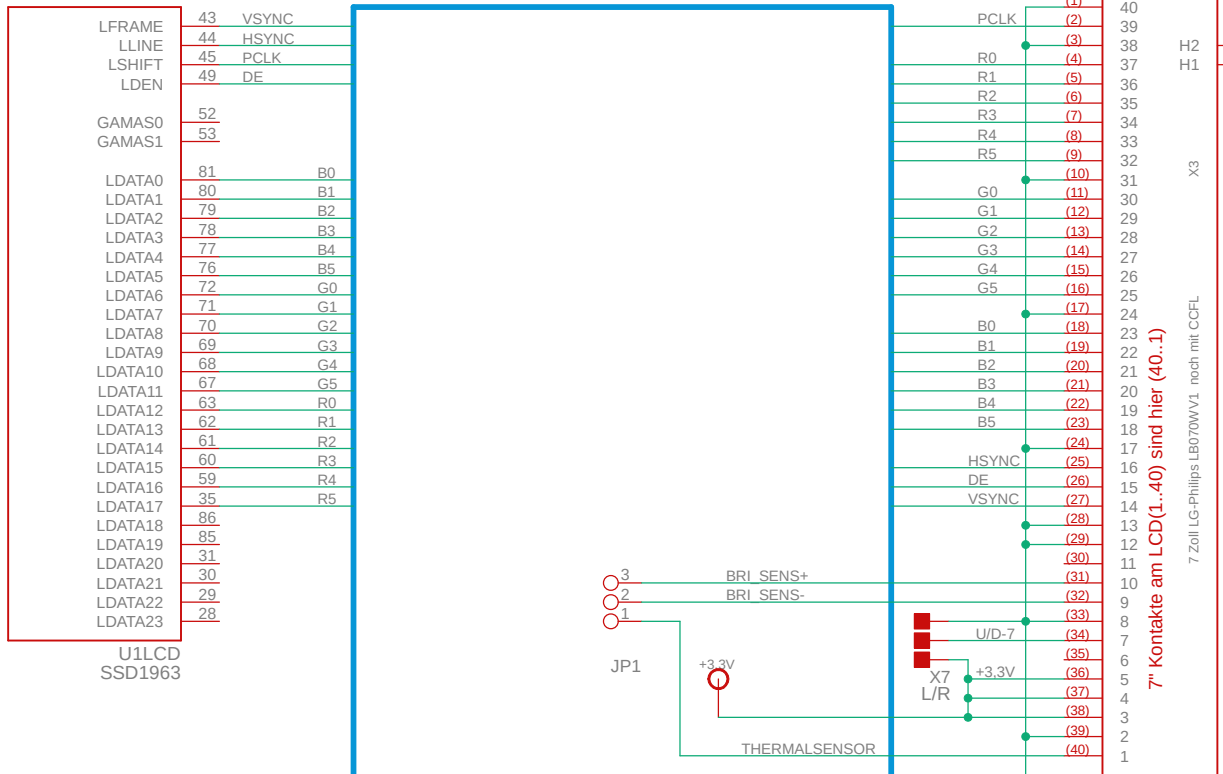 LFRAME 43 VSYNC
LLINE 44 HSYNC
LSHIFT 45 PCLK
LDEN 49 DE
GAMAS0 52
GAMAS1 53
LDATA0 81 B0
LDATA1 80 B1
LDATA2 79 B2
LDATA3 78 B3
LDATA4 77 B4
LDATA5 76 B5
LDATA6 72 G0
LDATA7 71 G1
LDATA8 70 G2
LDATA9 69 G3
LDATA10 68 G4
LDATA11 67 G5
LDATA12 63 R0
LDATA13 62 R1
LDATA14 61 R2
LDATA15 60 R3
LDATA16 59 R4
LDATA17 35 R5
LDATA18 86
LDATA19 85
LDATA20 31
LDATA21 30
LDATA22 29
LDATA23 28
U1LCD
SSD1963
3 BRI_SENS+
2 BRI_SENS-
1
JP1
+3,3V
THERMALSENSOR
X7
L/R
U/D-7
+3,3V
(1) 40
PCLK (2) 39
(3) 38
R0 (4) 37
R1 (5) 36
R2 (6) 35
R3 (7) 34
R4 (8) 33
R5 (9) 32
(10) 31
G0 (11) 30
G1 (12) 29
G2 (13) 28
G3 (14) 27
G4 (15) 26
G5 (16) 25
(17) 24
B0 (18) 23
B1 (19) 22
B2 (20) 21
B3 (21) 20
B4 (22) 19
B5 (23) 18
(24) 17
HSYNC (25) 16
DE (26) 15
VSYNC (27) 14
(28) 13
(29) 12
(30) 11
(31) 10
(32) 9
(33) 8
(34) 7
(35) 6
(36) 5
(37) 4
(38) 3
(39) 2
(40) 1
H2
H1
X3
7" Kontakte am LCD(1..40) sind hier (40..1)
7 Zoll LG-Philips LB070WV1 noch mit CCFL